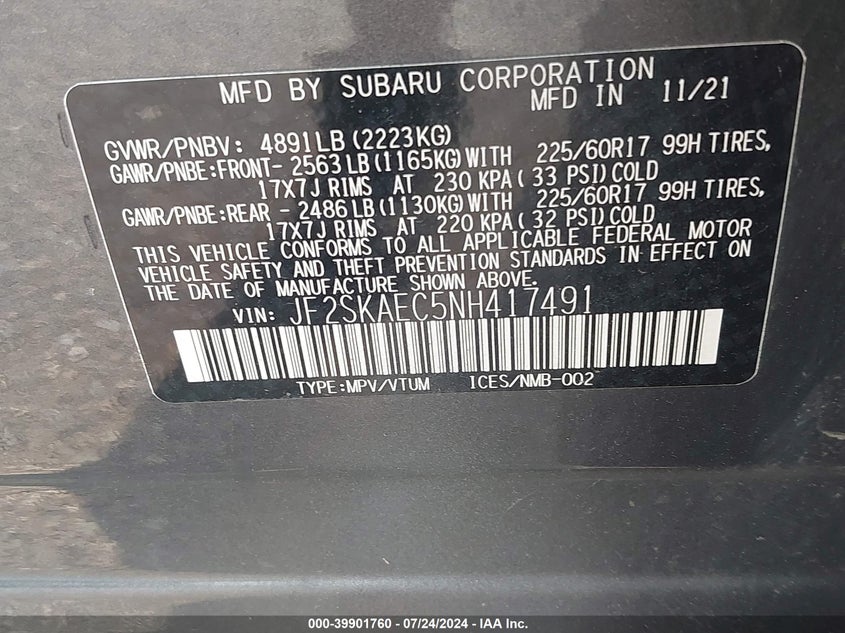 MFD BY SUBARU CORPORATION
MFD IN 11/21
GVWR/PNBV: 4891LB(2223KG)
GAWR/PNBE:FRONT- 2563LB(1165KG)WITH 225/60R17 99H TIRES,
17X7J RIMS AT 230 KPA( 33 PSI)COLD
GAWR/PNBE:REAR - 2486LB(1130KG)WITH 225/60R17 99H TIRES,
17X7J RIMS AT 220 KPA( 32 PSI)COLD
THIS VEHICLE CONFORMS TO ALL APPLICABLE FEDERAL MOTOR
VEHICLE SAFETY AND THEFT PREVENTION STANDARDS IN EFFECT ON
THE DATE OF MANUFACTURE SHOWN ABOVE.
VIN: JF2SKAEC5NH417491
TYPE:MPV/VTUM ICES/NMB-002
000-39901760 - 07/24/2024 - IAA Inc.